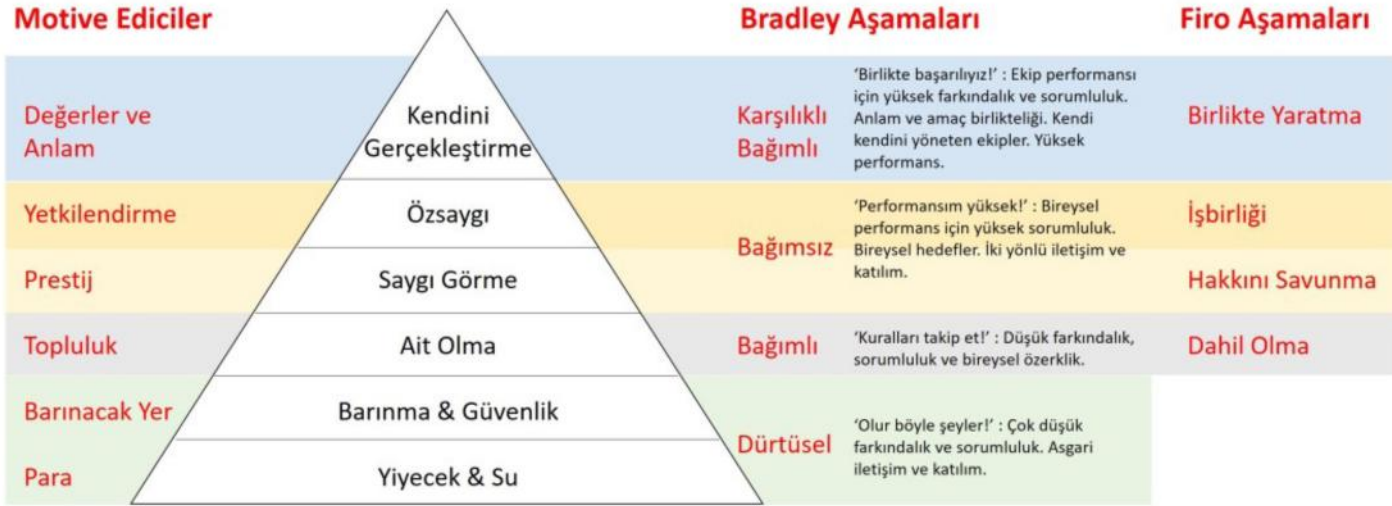 Motive Ediciler
Bradley Aşamaları
Firo Aşamaları
Değerler ve
Anlam
Kendini
Gerçekleştirme
Karşılıklı
Bağımlı
'Birlikte başarılıyız!' : Ekip performansı
için yüksek farkındalık ve sorumluluk.
Anlam ve amaç birlikteliği. Kendi
kendini yöneten ekipler. Yüksek
performans.
Birlikte Yaratma
Yetkilendirme
Özsaygı
Bağımsız
'Performansım yüksek!' : Bireysel
performans için yüksek sorumluluk.
Bireysel hedefler. İki yönlü iletişim ve
katılım.
İşbirliği
Prestij
Saygı Görme
Hakkını Savunma
Topluluk
Ait Olma
Bağımlı
'Kuralları takip et!' : Düşük farkındalık,
sorumluluk ve bireysel özerklik.
Dahil Olma
Barınacak Yer
Barınma & Güvenlik
Dürtüsel
'Olur böyle şeyler!' : Çok düşük
farkındalık ve sorumluluk. Asgari
iletişim ve katılım.
Para
Yiyecek & Su